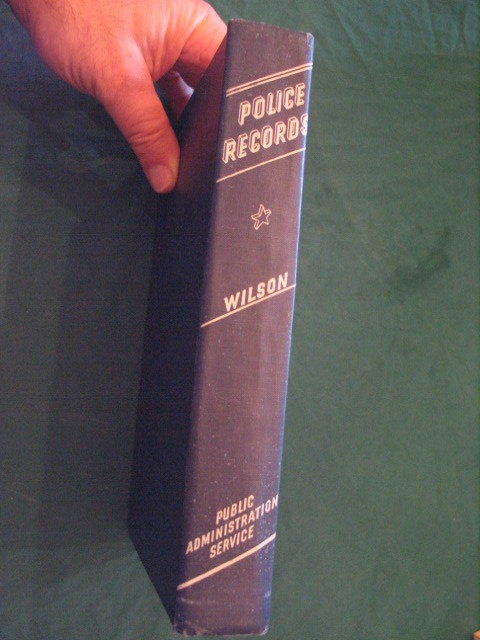 POLICE
RECORDS
WILSON
PUBLIC
ADMINISTRATION
SERVICE